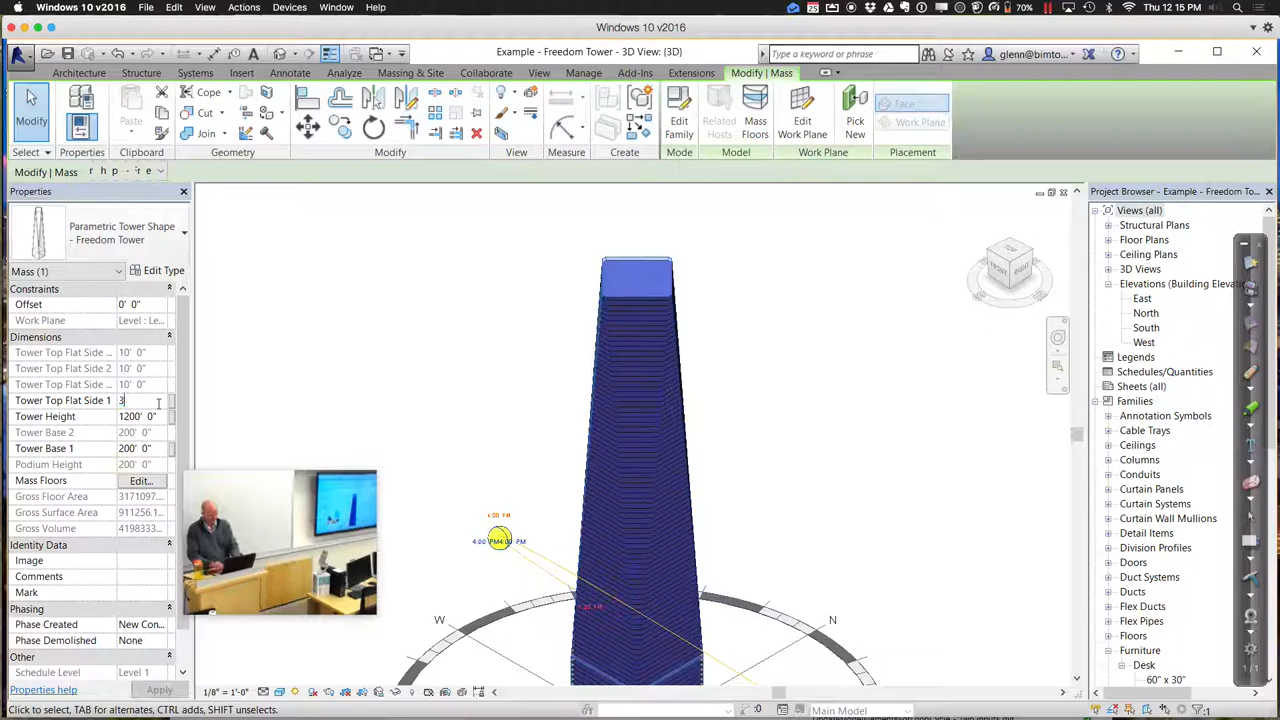 Windows 10 v2016 File Edit View Actions Devices Window Help 70% Thu 12 15 PM
Windows 10 v2016
Example - Freedom Tower - 3D View: {3D} Type a keyword or phrase glenn@bimto...
Architecture Structure Systems Insert Annotate Analyze Massing & Site Collaborate View Manage Add-Ins Extensions Modify | Mass
Cope
Cut
Join
Modify Paste Edit Family Related Hosts Mass Floors Edit Work Plane Pick New Face Work Plane
Select Properties Clipboard Geometry Modify View Measure Create Mode Model Work Plane Placement
Modify | Mass
Properties
Parametric Tower Shape - Freedom Tower
Mass (1) Edit Type
Constraints
Offset 0' 0"
Work Plane Level : Le...
Dimensions
Tower Top Flat Side ... 10' 0"
Tower Top Flat Side 2 10' 0"
Tower Top Flat Side ... 10' 0"
Tower Top Flat Side 1 3
Tower Height 1200' 0"
Tower Base 2 200' 0"
Tower Base 1 200' 0"
Podium Height 200' 0"
Mass Floors Edit...
Gross Floor Area 3171097....
Gross Surface Area 911256.1...
Gross Volume 4198333...
Identity Data
Image
Comments
Mark
Phasing
Phase Created New Con...
Phase Demolished None
Other
Schedule Level Level 1
Properties help Apply
TOP
FRONT RIGHT
4:00 PM
W N
1/8" = 1'-0"
Click to select, TAB for alternates, CTRL adds, SHIFT unselects. :0 Main Model :1
Project Browser - Example - Freedom To...
Views (all)
Structural Plans
Floor Plans
Ceiling Plans
3D Views
Elevations (Building Elevati
East
North
South
West
Legends
Schedules/Quantities
Sheets (all)
Families
Annotation Symbols
Cable Trays
Ceilings
Columns
Conduits
Curtain Panels
Curtain Systems
Curtain Wall Mullions
Detail Items
Division Profiles
Doors
Duct Systems
Ducts
Flex Ducts
Flex Pipes
Floors
Furniture
Desk
60" x 30"